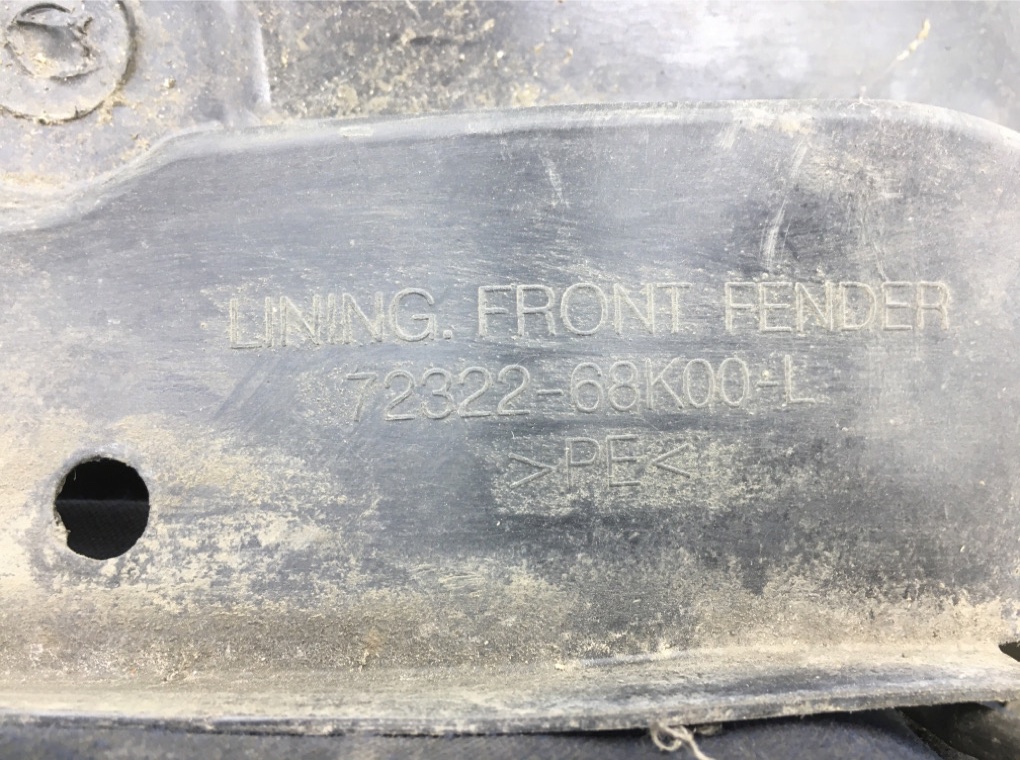 LINING. FRONT FENDER
72322-68K00-L
>PE<